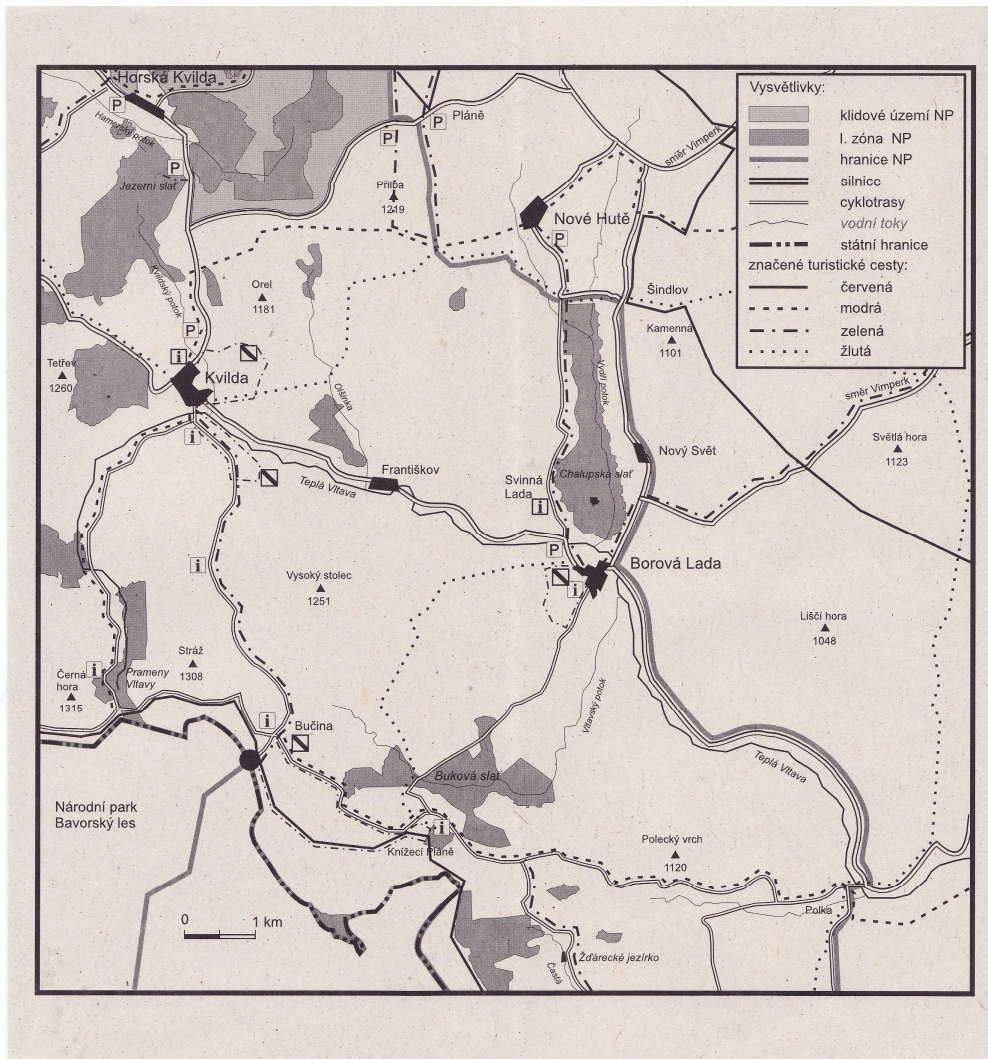 Horská Kvilda
P
Hamerský potok
P
Jezerní slať
P
P
Pláně
Přilba
1219
směr Vimperk
Nové Hutě
P
Vysvětlivky:
klidové území NP
I. zóna NP
hranice NP
silnice
cyklotrasy
vodní toky
státní hranice
značené turistické cesty:
červená
modrá
zelená
žlutá
Kvildský potok
Orel
1181
P
i
Šindlov
Kamenná
1101
Tetřev
1260
Kvilda
Olšinka
Vydří potok
směr Vimperk
i
Františkov
Teplá Vltava
Nový Svět
Světlá hora
1123
Svinná
Lada
i
Chalupská slať
P
Borová Lada
i
i
Vysoký stolec
1251
Liščí hora
1048
Stráž
1308
Černá
hora
1315
i
Prameny
Vltavy
Vltavský potok
i
Bučina
Teplá Vltava
Buková slať
Národní park
Bavorský les
i
Knížecí Pláně
Polecký vrch
1120
Polka
0
1 km
Žďárecké jezírko
Častá